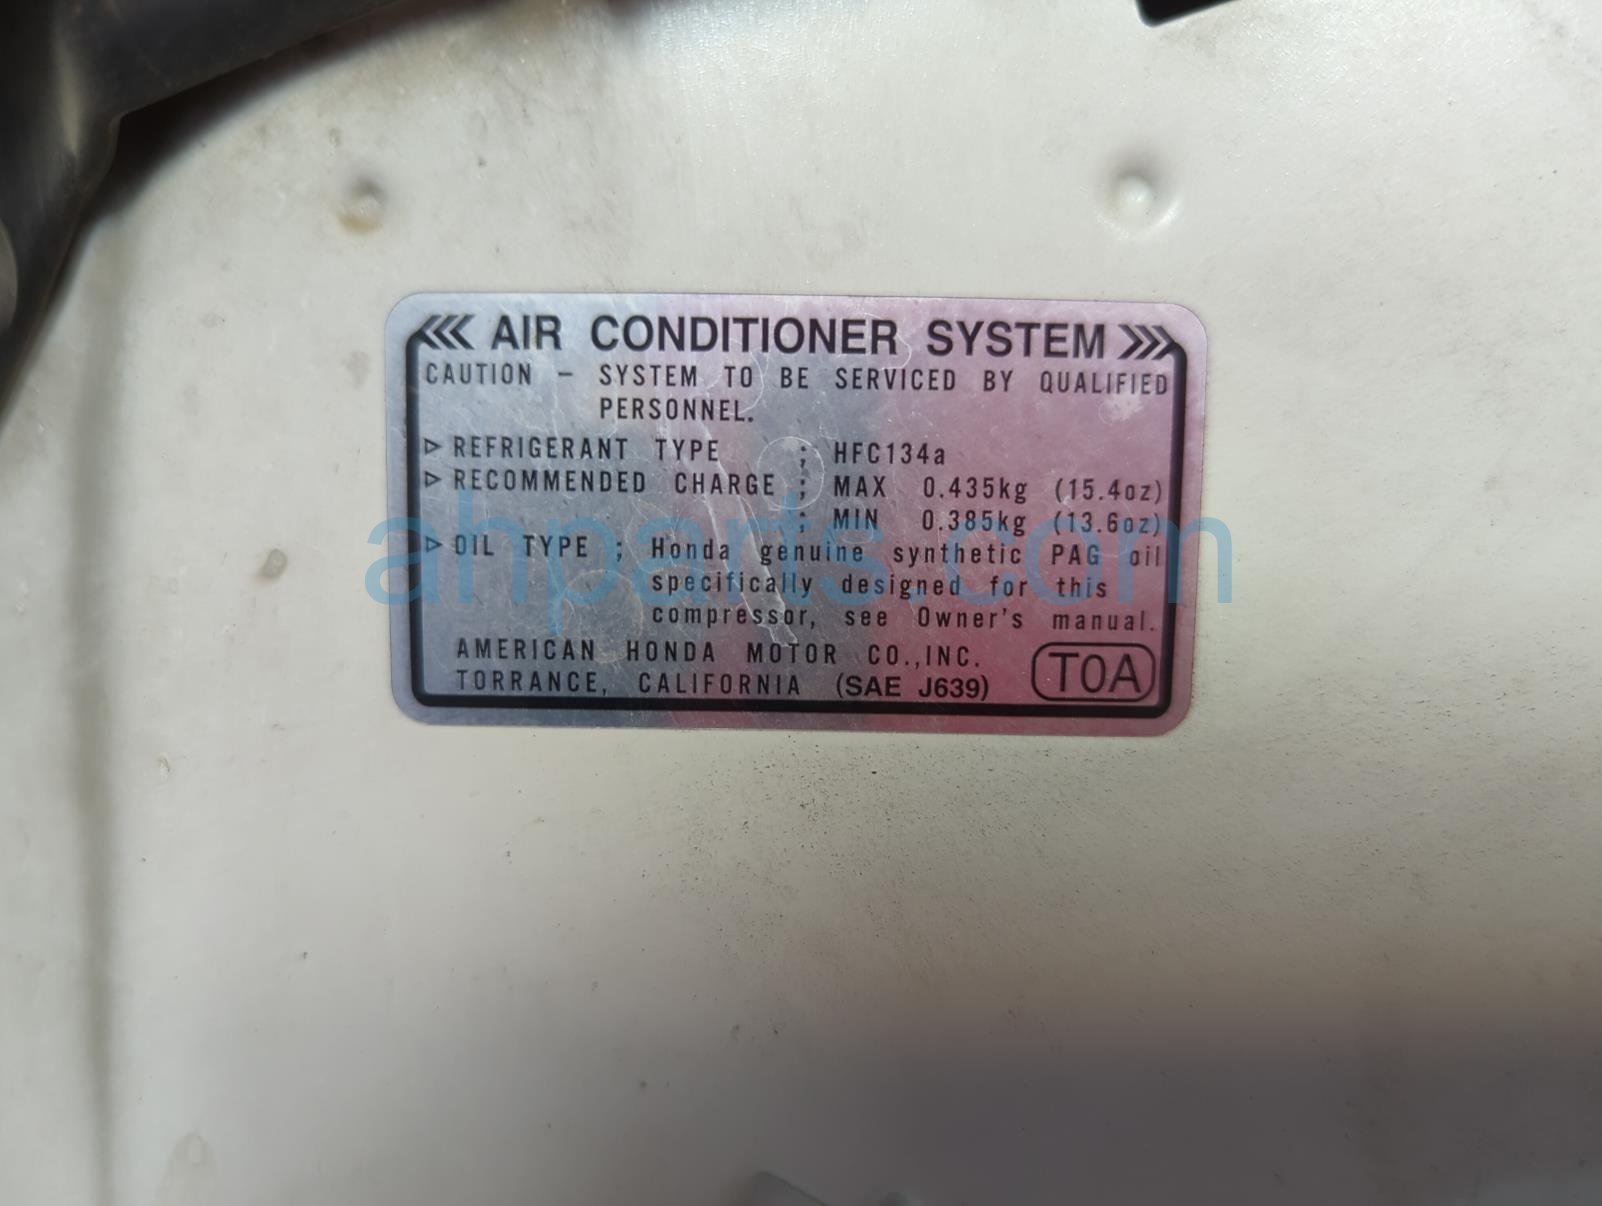 AIR CONDITIONER SYSTEM
CAUTION – SYSTEM TO BE SERVICED BY QUALIFIED
PERSONNEL.
▷ REFRIGERANT TYPE ; HFC134a
▷ RECOMMENDED CHARGE ; MAX 0.435kg (15.4oz)
; MIN 0.385kg (13.6oz)
▷ OIL TYPE ; Honda genuine synthetic PAG oil
specifically designed for this
compressor, see Owner's manual.
AMERICAN HONDA MOTOR CO.,INC.
TORRANCE, CALIFORNIA (SAE J639) T0A
ahparts.com